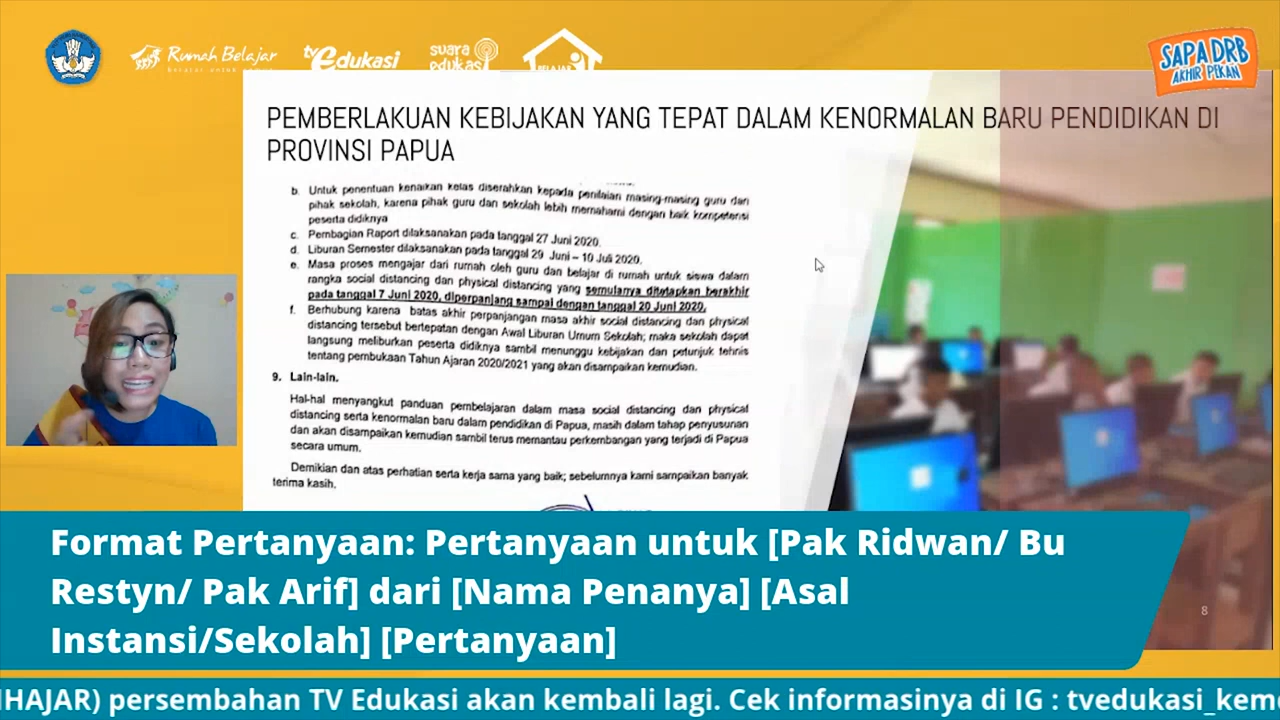 Rumah Belajar
belajar untuk semua
tv Edukasi
suara edukasi
BELAJAR
SAPA DRB
AKHIR PEKAN
PEMBERLAKUAN KEBIJAKAN YANG TEPAT DALAM KENORMALAN BARU PENDIDIKAN DI
PROVINSI PAPUA
b. Untuk penentuan kenaikan kelas diserahkan kepada penilaian masing-masing guru dan
pihak sekolah, karena pihak guru dan sekolah lebih memahami dengan baik kompetensi
peserta didiknya
c. Pembagian Raport dilaksanakan pada tanggal 27 Juni 2020.
d. Liburan Semester dilaksanakan pada tanggal 29 Juni – 10 Juli 2020.
e. Masa proses mengajar dari rumah oleh guru dan belajar di rumah untuk siswa dalam
rangka social distancing dan physical distancing yang semulanya ditetapkan berakhir
pada tanggal 7 Juni 2020, diperpanjang sampai dengan tanggal 20 Juni 2020.
f. Berhubung karena batas akhir perpanjangan masa akhir social distancing dan physical
distancing tersebut bertepatan dengan Awal Liburan Umum Sekolah; maka sekolah dapat
langsung meliburkan peserta didiknya sambil menunggu kebijakan dan petunjuk tehnis
tentang pembukaan Tahun Ajaran 2020/2021 yang akan disampaikan kemudian.
9. Lain-lain.
Hal-hal menyangkut panduan pembelajaran dalam masa social distancing dan physical
distancing serta kenormalan baru dalam pendidikan di Papua, masih dalam tahap penyusunan
dan akan disampaikan kemudian sambil terus memantau perkembangan yang terjadi di Papua
secara umum.
Demikian dan atas perhatian serta kerja sama yang baik; sebelumnya kami sampaikan banyak
terima kasih.
8
Format Pertanyaan: Pertanyaan untuk [Pak Ridwan/ Bu
Restyn/ Pak Arif] dari [Nama Penanya] [Asal
Instansi/Sekolah] [Pertanyaan]
IHAJAR) persembahan TV Edukasi akan kembali lagi. Cek informasinya di IG : tvedukasi_keme